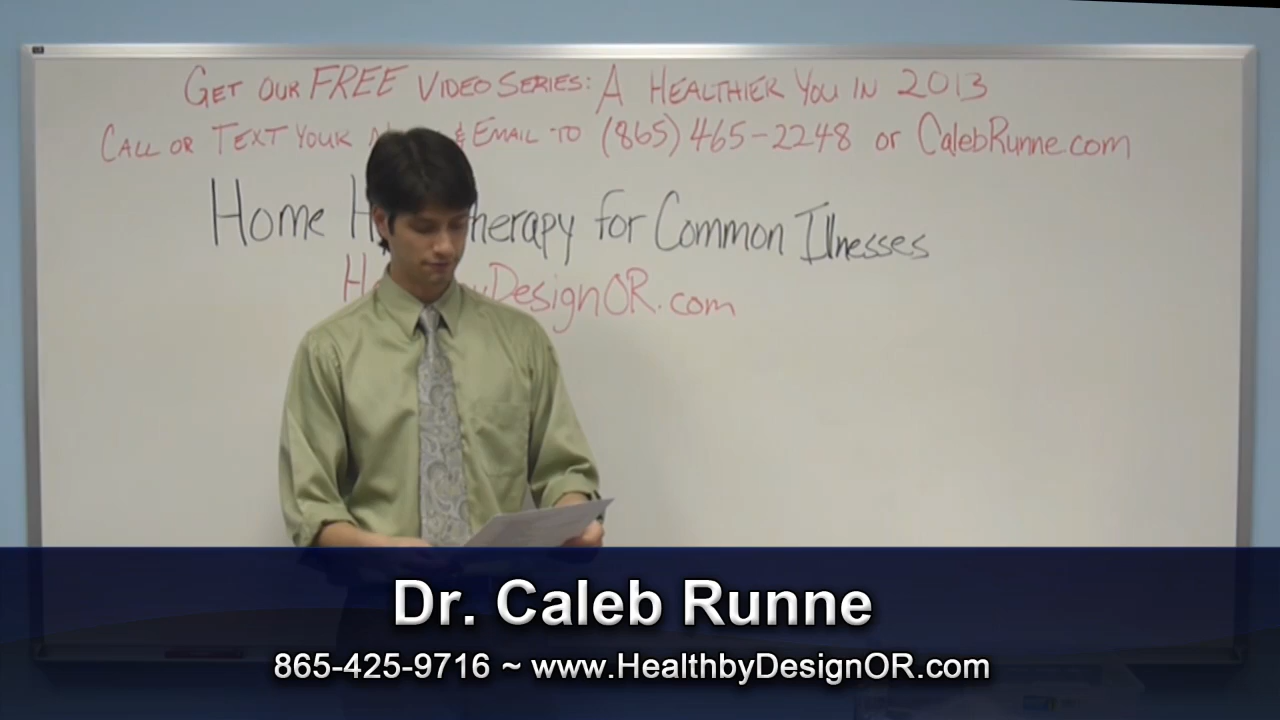 GET OUR FREE VIDEO SERIES: A HEALTHIER YOU IN 2013
CALL OR TEXT YOUR & EMAIL TO (865) 465-2248 or CalebRunne.com
Home for Common Illnesses
DesignOR.com
Dr. Caleb Runne
865-425-9716 ~ www.HealthbyDesignOR.com